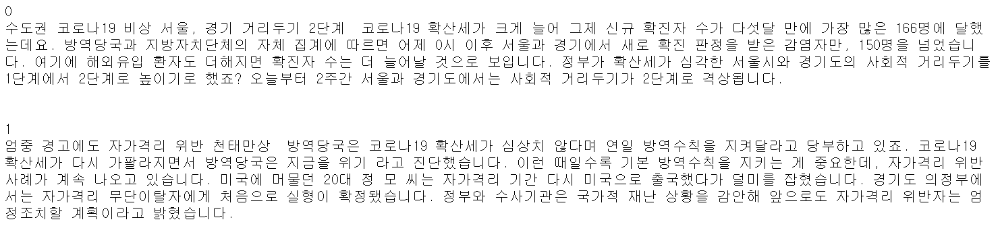 0
수도권 코로나19 비상 서울, 경기 거리두기 2단계  코로나19 확산세가 크게 늘어 그제 신규 확진자 수가 다섯달 만에 가장 많은 166명에 달했
는데요. 방역당국과 지방자치단체의 자체 집계에 따르면 어제 0시 이후 서울과 경기에서 새로 확진 판정을 받은 감염자만, 150명을 넘었습니
다. 여기에 해외유입 환자도 더해지면 확진자 수는 더 늘어날 것으로 보입니다. 정부가 확산세가 심각한 서울시와 경기도의 사회적 거리두기를
1단계에서 2단계로 높이기로 했죠? 오늘부터 2주간 서울과 경기도에서는 사회적 거리두기가 2단계로 격상됩니다.
1
엄중 경고에도 자가격리 위반 천태만상  방역당국은 코로나19 확산세가 심상치 않다며 연일 방역수칙을 지켜달라고 당부하고 있죠. 코로나19
확산세가 다시 가팔라지면서 방역당국은 지금을 위기 라고 진단했습니다. 이런 때일수록 기본 방역수칙을 지키는 게 중요한데, 자가격리 위반
사례가 계속 나오고 있습니다. 미국에 머물던 20대 정 모 씨는 자가격리 기간 다시 미국으로 출국했다가 덜미를 잡혔습니다. 경기도 의정부에
서는 자가격리 무단이탈자에게 처음으로 실형이 확정됐습니다. 정부와 수사기관은 국가적 재난 상황을 감안해 앞으로도 자가격리 위반자는 엄
정조치할 계획이라고 밝혔습니다.